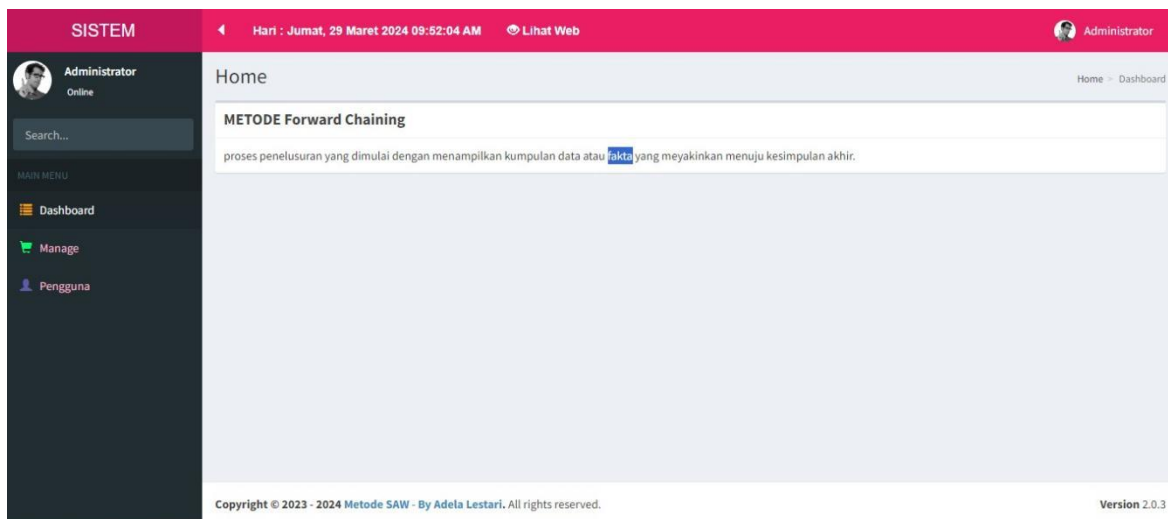 SISTEM
Hari : Jumat, 29 Maret 2024 09:52:04 AM
Lihat Web
Administrator
Administrator
Online
Search...
MAIN MENU
Dashboard
Manage
Pengguna
Home
Home > Dashboard
METODE Forward Chaining
proses penelusuran yang dimulai dengan menampilkan kumpulan data atau fakta yang meyakinkan menuju kesimpulan akhir.
Copyright © 2023 - 2024 Metode SAW - By Adela Lestari. All rights reserved.
Version 2.0.3